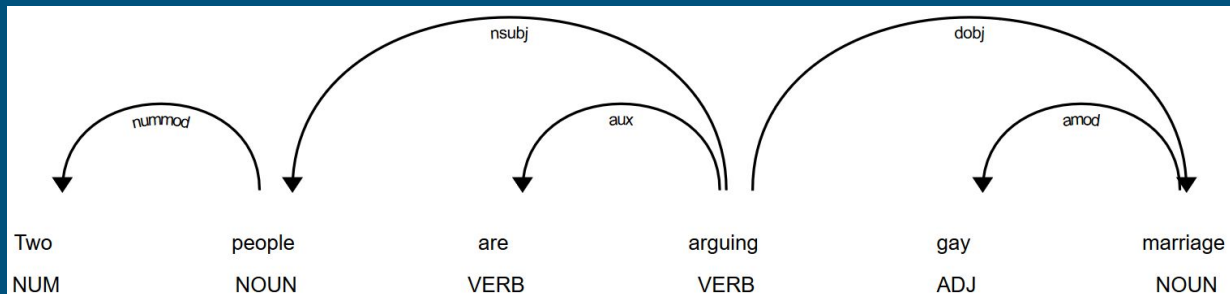 nsubj dobj
nummod aux amod
Two people are arguing gay marriage
NUM NOUN VERB VERB ADJ NOUN